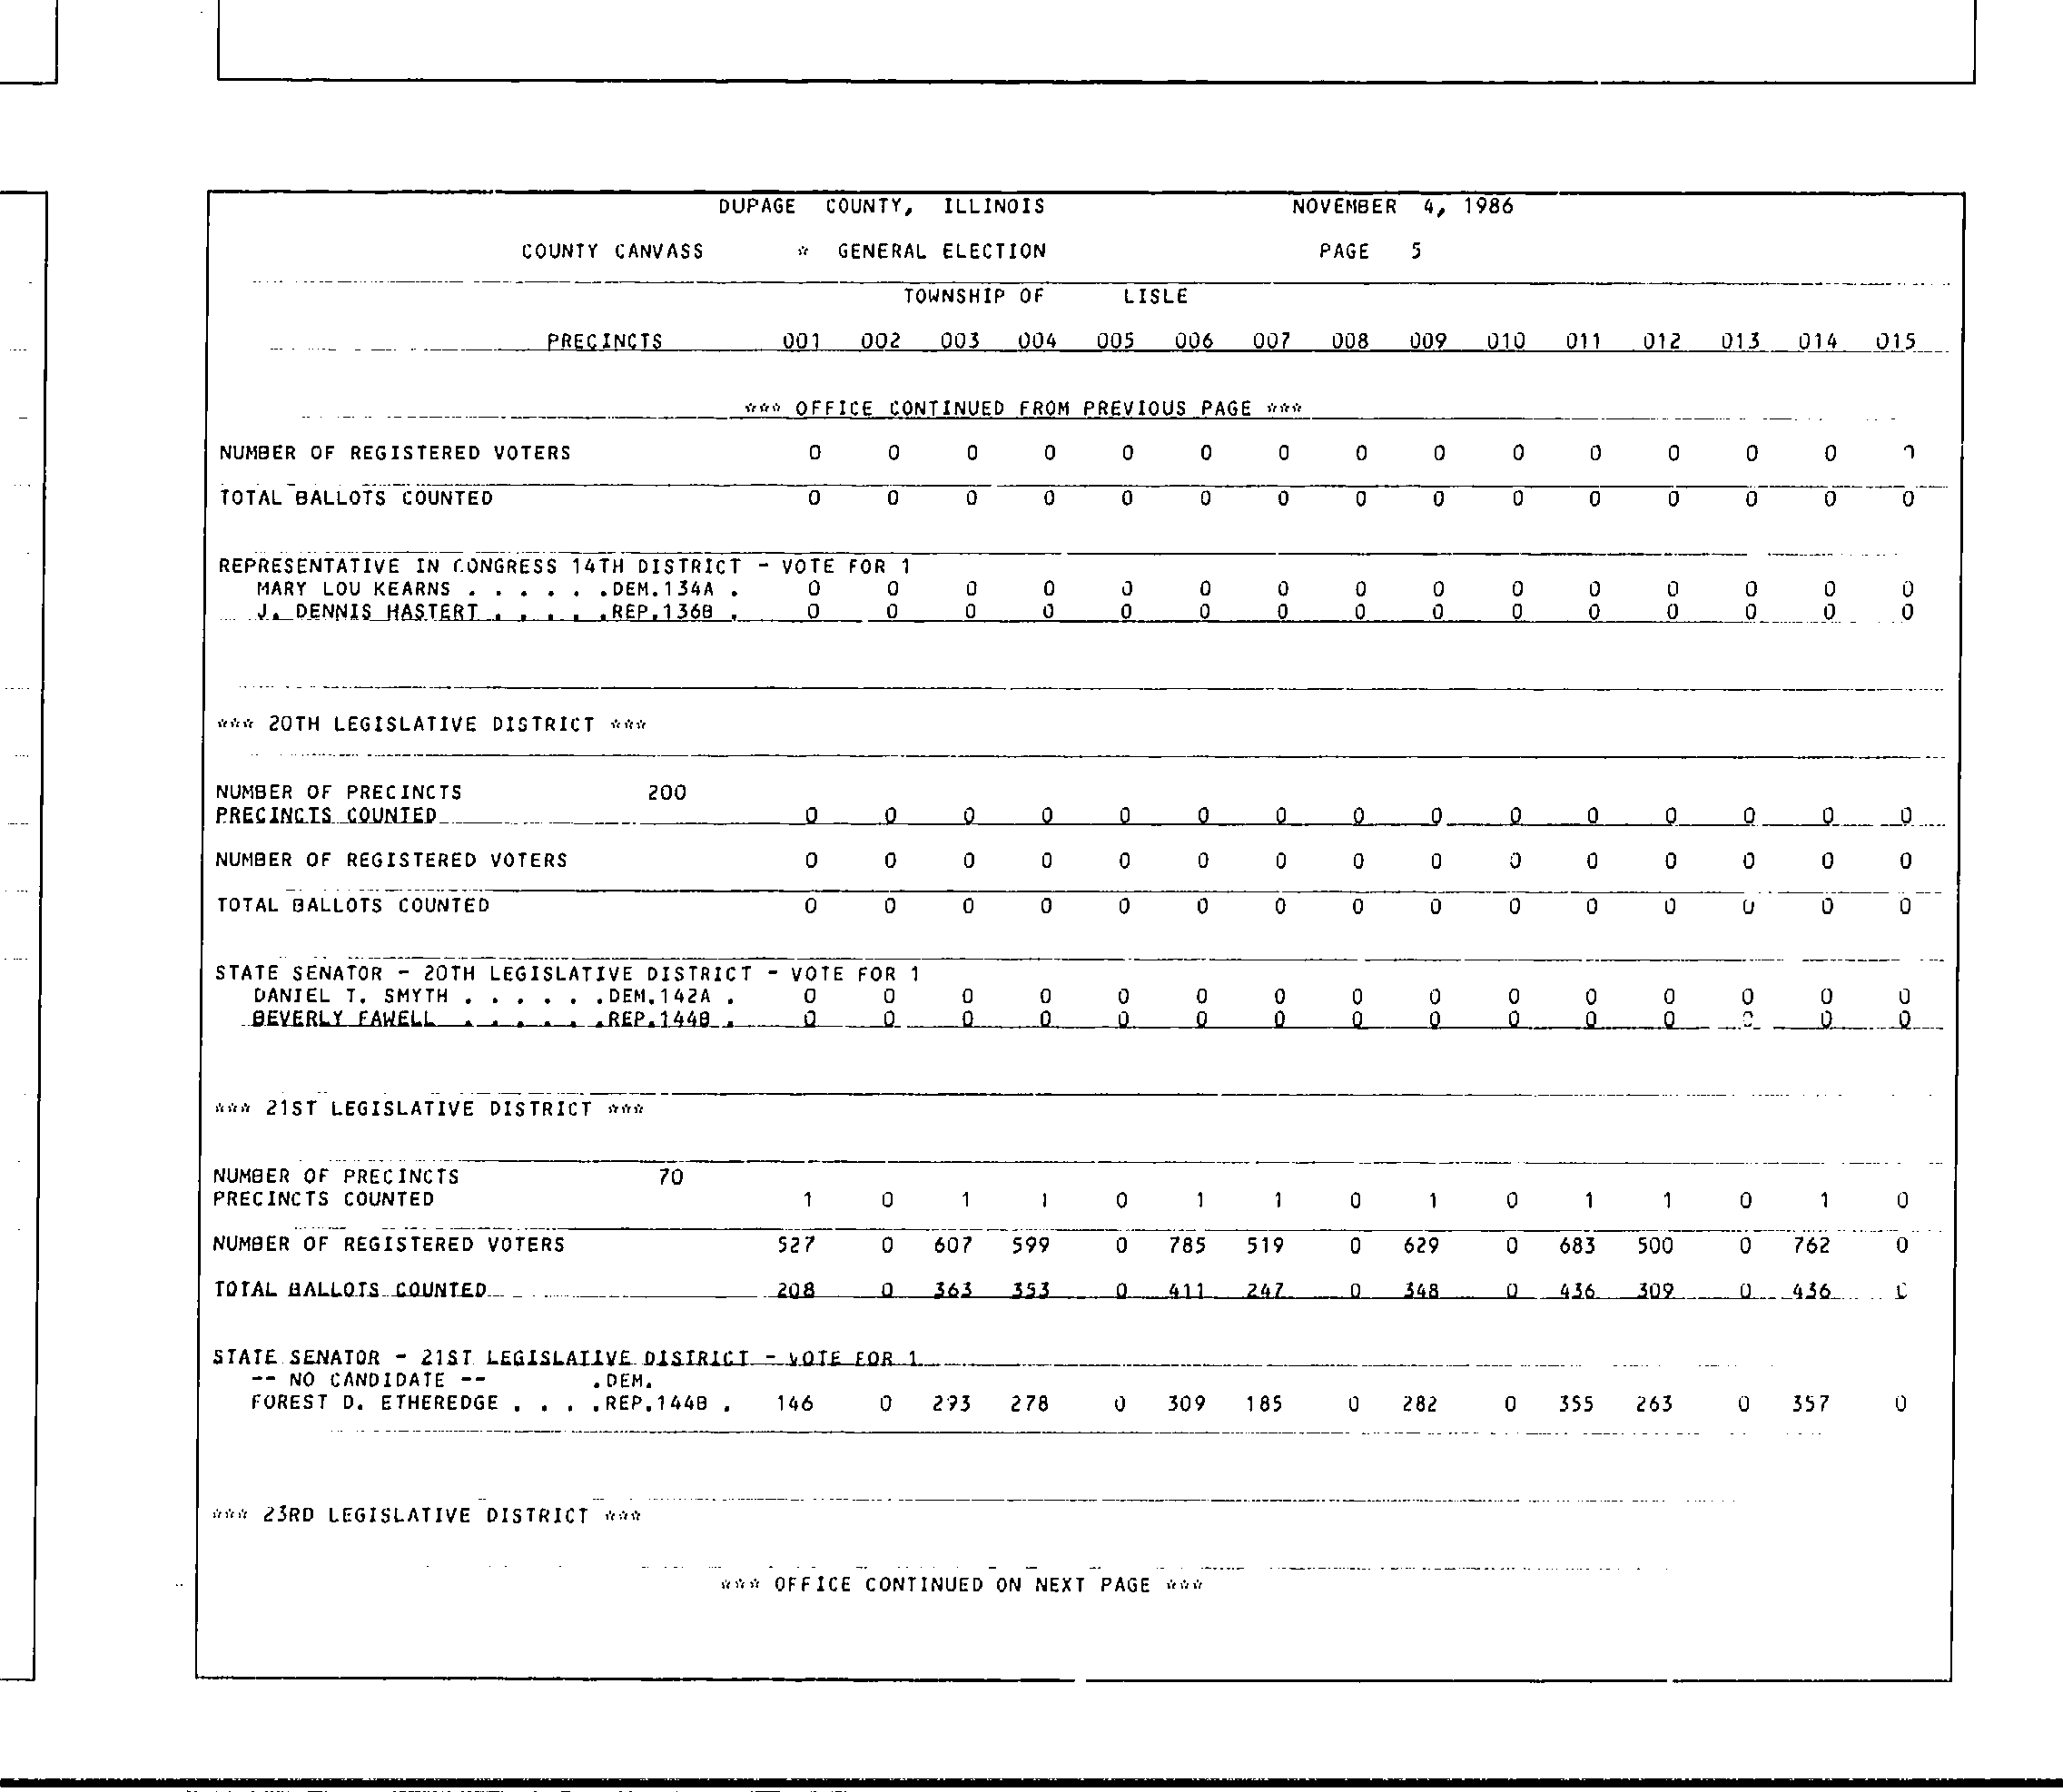 DUPAGE COUNTY, ILLINOIS NOVEMBER 4, 1986
COUNTY CANVASS * GENERAL ELECTION PAGE 5
TOWNSHIP OF LISLE
PRECINCTS 001 002 003 004 005 006 007 008 009 010 011 012 013 014 015
*** OFFICE CONTINUED FROM PREVIOUS PAGE ***
NUMBER OF REGISTERED VOTERS 0 0 0 0 0 0 0 0 0 0 0 0 0 0
TOTAL BALLOTS COUNTED 0 0 0 0 0 0 0 0 0 0 0 0 0 0 0
REPRESENTATIVE IN CONGRESS 14TH DISTRICT - VOTE FOR 1
MARY LOU KEARNS . . . . . .DEM.134A . 0 0 0 0 0 0 0 0 0 0 0 0 0 0 0
J. DENNIS HASTERT . . . . .REP.136B . 0 0 0 0 0 0 0 0 0 0 0 0 0 0 0
*** 20TH LEGISLATIVE DISTRICT ***
NUMBER OF PRECINCTS 200
PRECINCTS COUNTED 0 0 0 0 0 0 0 0 0 0 0 0 0 0 0
NUMBER OF REGISTERED VOTERS 0 0 0 0 0 0 0 0 0 0 0 0 0 0 0
TOTAL BALLOTS COUNTED 0 0 0 0 0 0 0 0 0 0 0 0 0 0 0
STATE SENATOR - 20TH LEGISLATIVE DISTRICT - VOTE FOR 1
DANIEL T. SMYTH . . . . . .DEM.142A . 0 0 0 0 0 0 0 0 0 0 0 0 0 0 0
BEVERLY FAWELL . . . . . .REP.144B . 0 0 0 0 0 0 0 0 0 0 0 0 0 0 0
*** 21ST LEGISLATIVE DISTRICT ***
NUMBER OF PRECINCTS 70
PRECINCTS COUNTED 1 0 1 1 0 1 1 0 1 0 1 1 0 1 0
NUMBER OF REGISTERED VOTERS 527 0 607 599 0 785 519 0 629 0 683 500 0 762 0
TOTAL BALLOTS COUNTED 208 0 363 353 0 411 247 0 348 0 436 309 0 436 0
STATE SENATOR - 21ST LEGISLATIVE DISTRICT - VOTE FOR 1
-- NO CANDIDATE -- .DEM.
FOREST D. ETHEREDGE . . . .REP.144B . 146 0 293 278 0 309 185 0 282 0 355 263 0 357 0
*** 23RD LEGISLATIVE DISTRICT ***
*** OFFICE CONTINUED ON NEXT PAGE ***